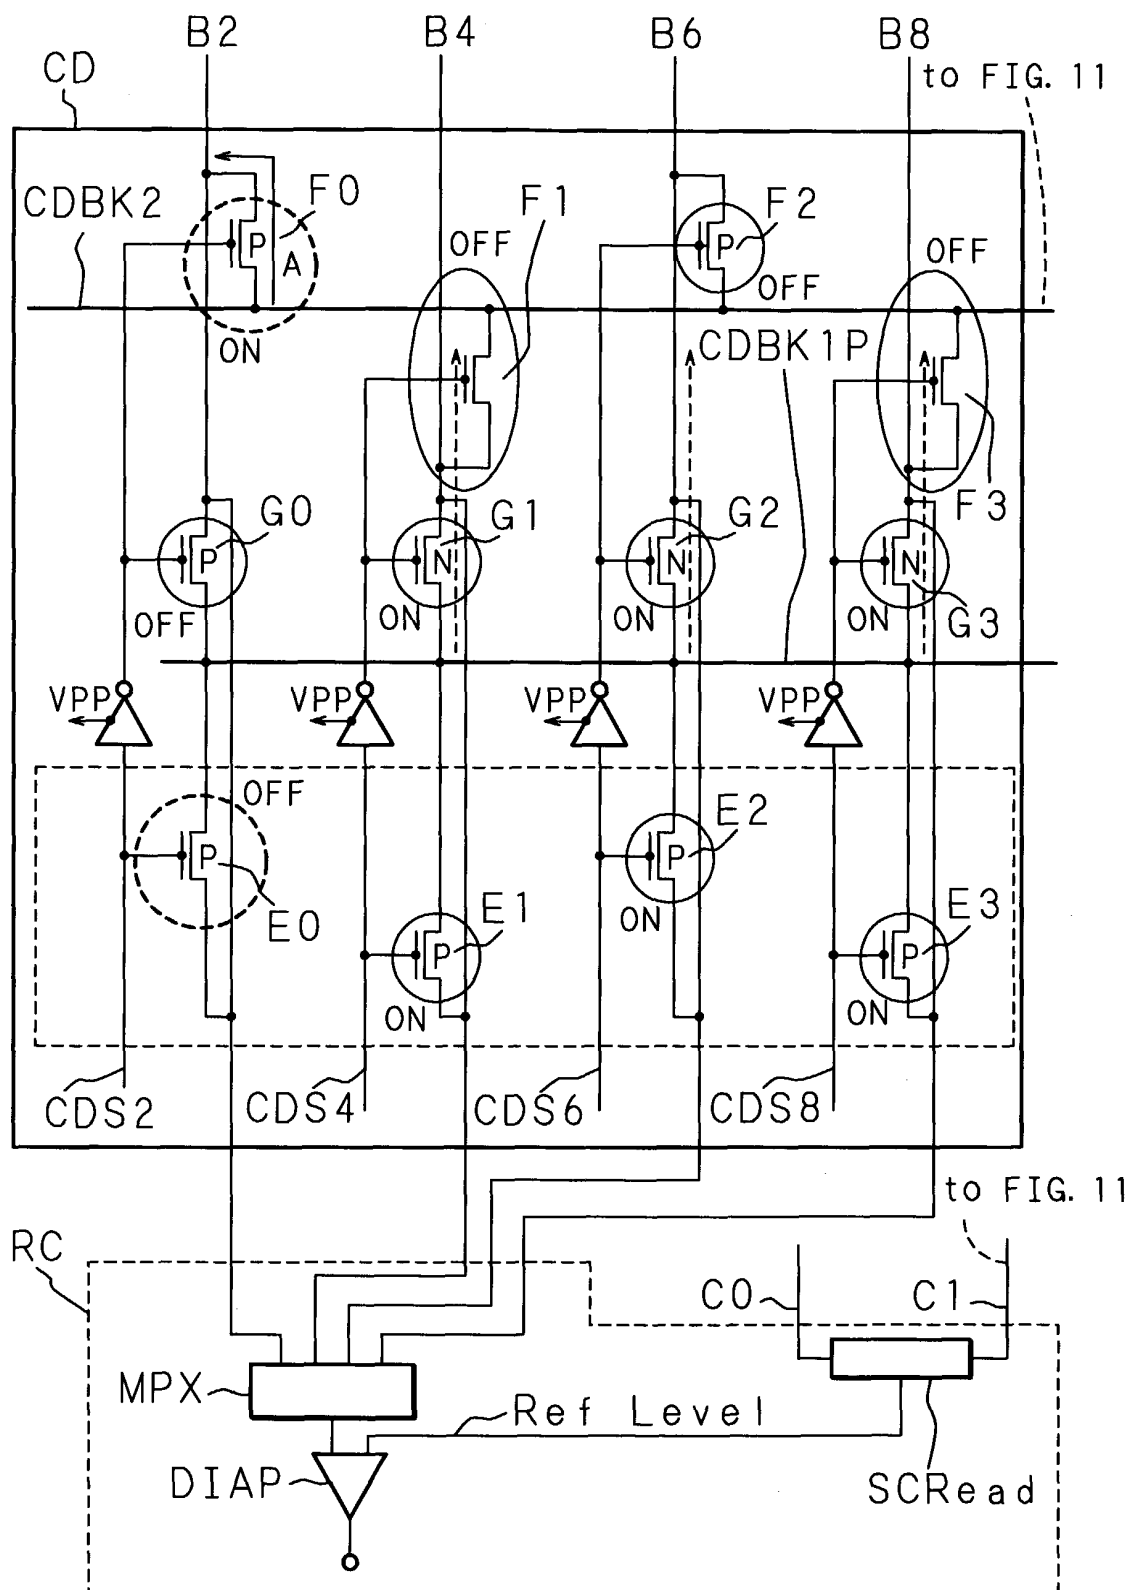 B2 B4 B6 B8
CD
to FIG. 11
CDBK2
F0
F1
F2
P
A
OFF
P
OFF
ON
OFF
CDBK1P
G0
G1
G2
F3
P
N
N
N
OFF
ON
ON
ON
G3
VPP
VPP
VPP
VPP
OFF
E2
P
P
E0
E1
ON
E3
P
P
ON
ON
CDS2
CDS4
CDS6
CDS8
to FIG. 11
RC
C0
C1
MPX
Ref Level
DIAP
SCRead